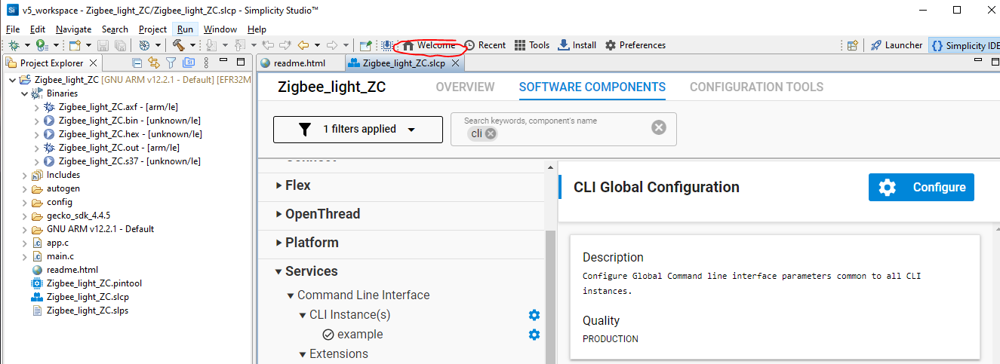 v5_workspace - Zigbee_light_ZC/Zigbee_light_ZC.slcp - Simplicity Studio™
File Edit Navigate Search Project Run Window Help
Welcome Recent Tools Install Preferences Launcher Simplicity IDE
Project Explorer
readme.html Zigbee_light_ZC.slcp
Zigbee_light_ZC [GNU ARM v12.2.1 - Default] [EFR32M
Binaries
Zigbee_light_ZC.axf - [arm/le]
Zigbee_light_ZC.bin - [unknown/le]
Zigbee_light_ZC.hex - [unknown/le]
Zigbee_light_ZC.out - [arm/le]
Zigbee_light_ZC.s37 - [unknown/le]
Includes
autogen
config
gecko_sdk_4.4.5
GNU ARM v12.2.1 - Default
app.c
main.c
readme.html
Zigbee_light_ZC.pintool
Zigbee_light_ZC.slcp
Zigbee_light_ZC.slps
Zigbee_light_ZC OVERVIEW SOFTWARE COMPONENTS CONFIGURATION TOOLS
1 filters applied
Search keywords, component's name
cli
Connect
Flex
OpenThread
Platform
Services
Command Line Interface
CLI Instance(s)
example
Extensions
CLI Global Configuration
Configure
Description
Configure Global Command line interface parameters common to all CLI
instances.
Quality
PRODUCTION